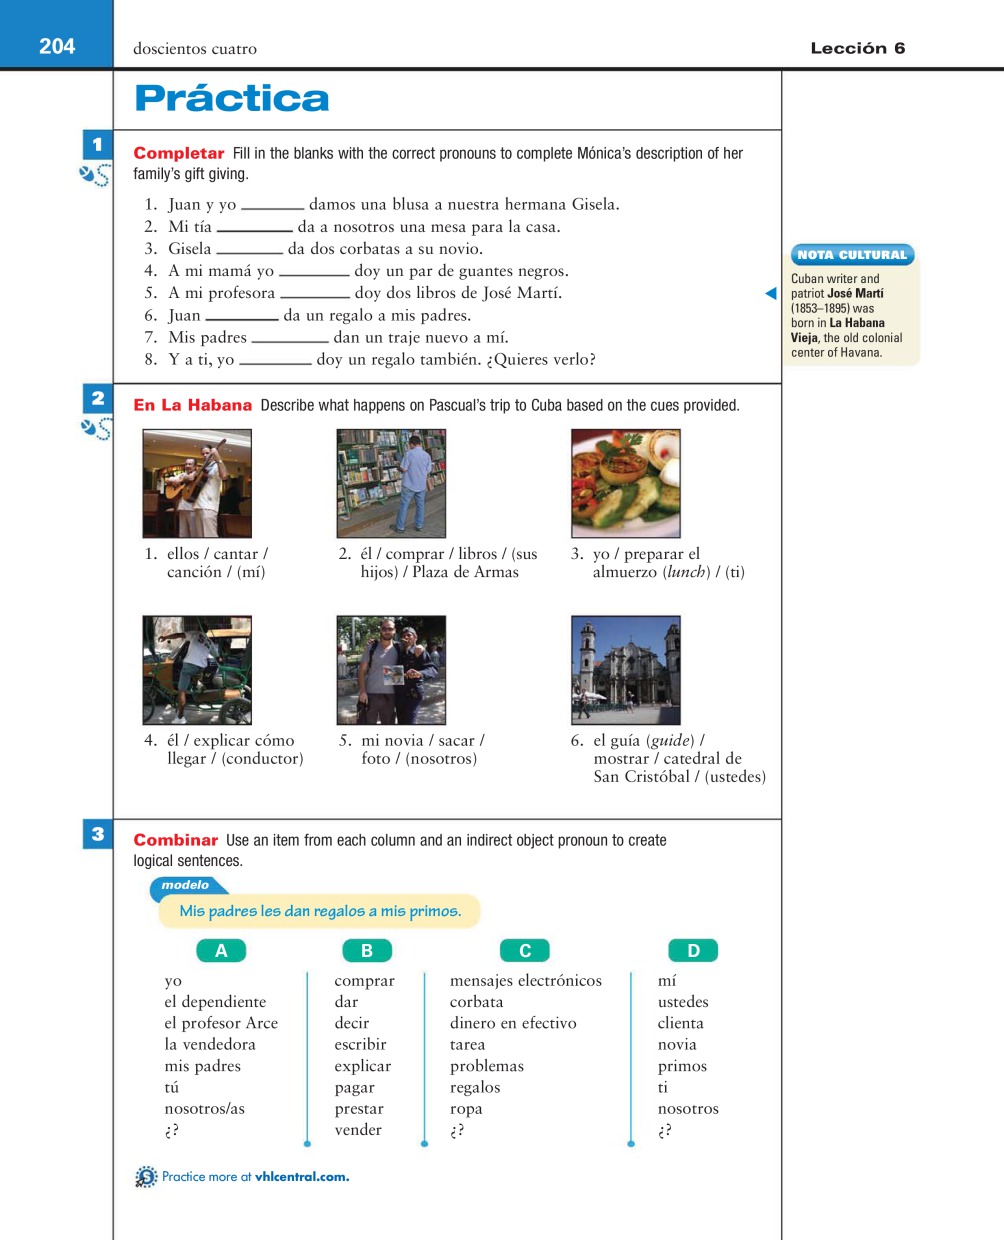 204
doscientos cuatro
Lección 6
Práctica
1
Completar Fill in the blanks with the correct pronouns to complete Mónica's description of her
family's gift giving.
1. Juan y yo ________ damos una blusa a nuestra hermana Gisela.
2. Mi tía ________ da a nosotros una mesa para la casa.
3. Gisela ________ da dos corbatas a su novio.
4. A mi mamá yo ________ doy un par de guantes negros.
5. A mi profesora ________ doy dos libros de José Martí.
6. Juan ________ da un regalo a mis padres.
7. Mis padres ________ dan un traje nuevo a mí.
8. Y a ti, yo ________ doy un regalo también. ¿Quieres verlo?
NOTA CULTURAL
Cuban writer and
patriot José Martí
(1853–1895) was
born in La Habana
Vieja, the old colonial
center of Havana.
2
En La Habana Describe what happens on Pascual's trip to Cuba based on the cues provided.
1. ellos / cantar /
canción / (mí)
2. él / comprar / libros / (sus
hijos) / Plaza de Armas
3. yo / preparar el
almuerzo (lunch) / (ti)
4. él / explicar cómo
llegar / (conductor)
5. mi novia / sacar /
foto / (nosotros)
6. el guía (guide) /
mostrar / catedral de
San Cristóbal / (ustedes)
3
Combinar Use an item from each column and an indirect object pronoun to create
logical sentences.
modelo
Mis padres les dan regalos a mis primos.
A
yo
el dependiente
el profesor Arce
la vendedora
mis padres
tú
nosotros/as
¿?
B
comprar
dar
decir
escribir
explicar
pagar
prestar
vender
C
mensajes electrónicos
corbata
dinero en efectivo
tarea
problemas
regalos
ropa
¿?
D
mí
ustedes
clienta
novia
primos
ti
nosotros
¿?
Practice more at vhlcentral.com.